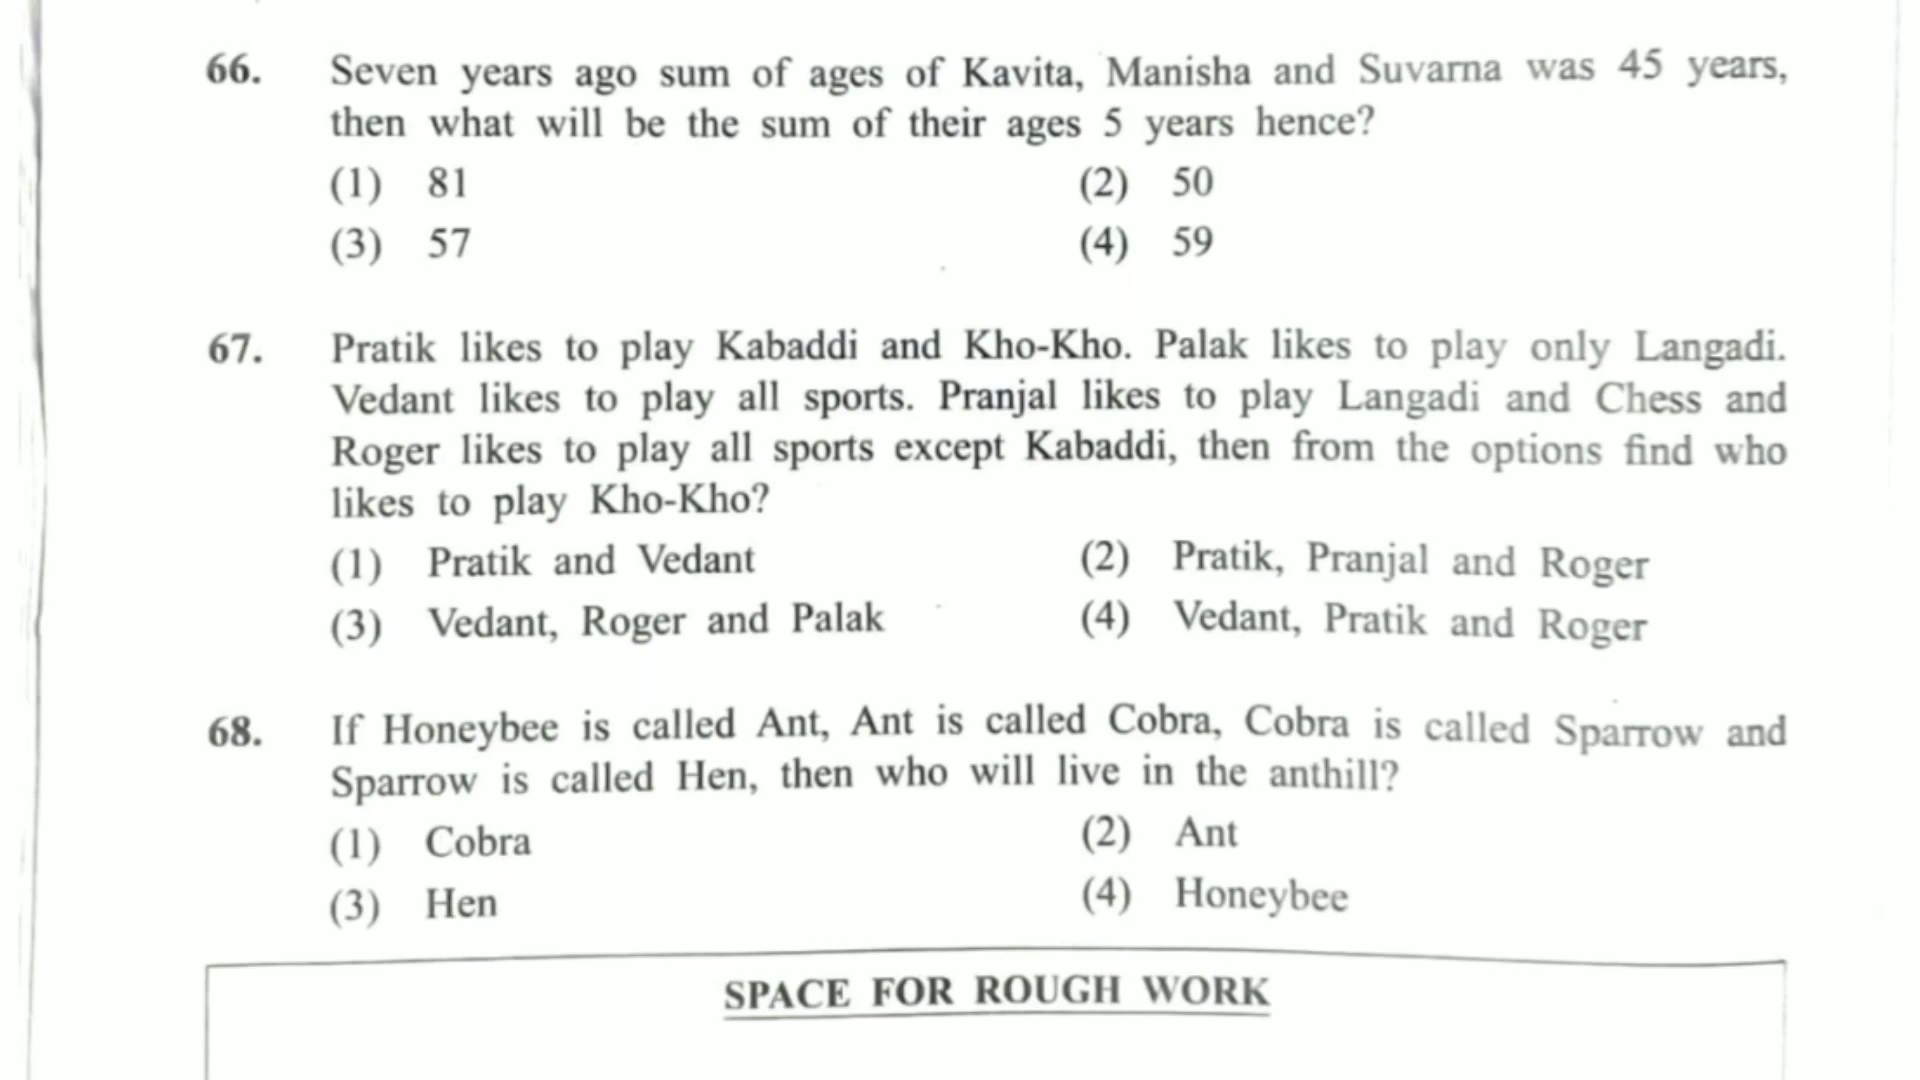 66. Seven years ago sum of ages of Kavita, Manisha and Suvarna was 45 years,
then what will be the sum of their ages 5 years hence?
(1) 81 (2) 50
(3) 57 (4) 59
67. Pratik likes to play Kabaddi and Kho-Kho. Palak likes to play only Langadi.
Vedant likes to play all sports. Pranjal likes to play Langadi and Chess and
Roger likes to play all sports except Kabaddi, then from the options find who
likes to play Kho-Kho?
(1) Pratik and Vedant (2) Pratik, Pranjal and Roger
(3) Vedant, Roger and Palak (4) Vedant, Pratik and Roger
68. If Honeybee is called Ant, Ant is called Cobra, Cobra is called Sparrow and
Sparrow is called Hen, then who will live in the anthill?
(1) Cobra (2) Ant
(3) Hen (4) Honeybee
SPACE FOR ROUGH WORK